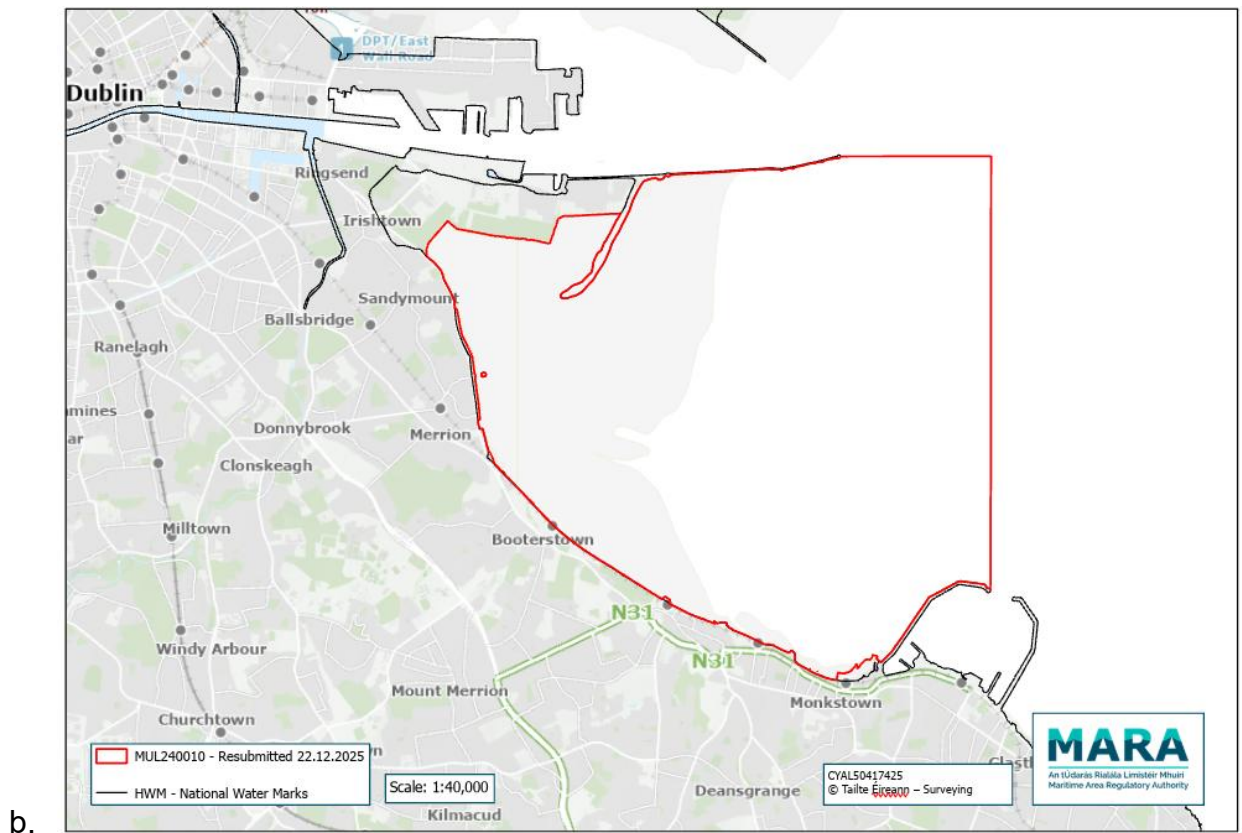 DPT/East
Wall Road
Dublin
Ringsend
Irishtown
Sandymount
Ballsbridge
Ranelagh
mines
ar
Donnybrook
Merrion
Clonskeagh
Milltown
Booterstown
N31
Windy Arbour
N31
Mount Merrion
Monkstown
Churchtown
MUL240010 - Resubmitted 22.12.2025
HWM - National Water Marks
Scale: 1:40,000
Kilmacud
Deansgrange
CYAL50417425
© Tailte Éireann – Surveying
MARA
An tÚdarás Rialála Limistéir Mhuirí
Maritime Area Regulatory Authority
b.